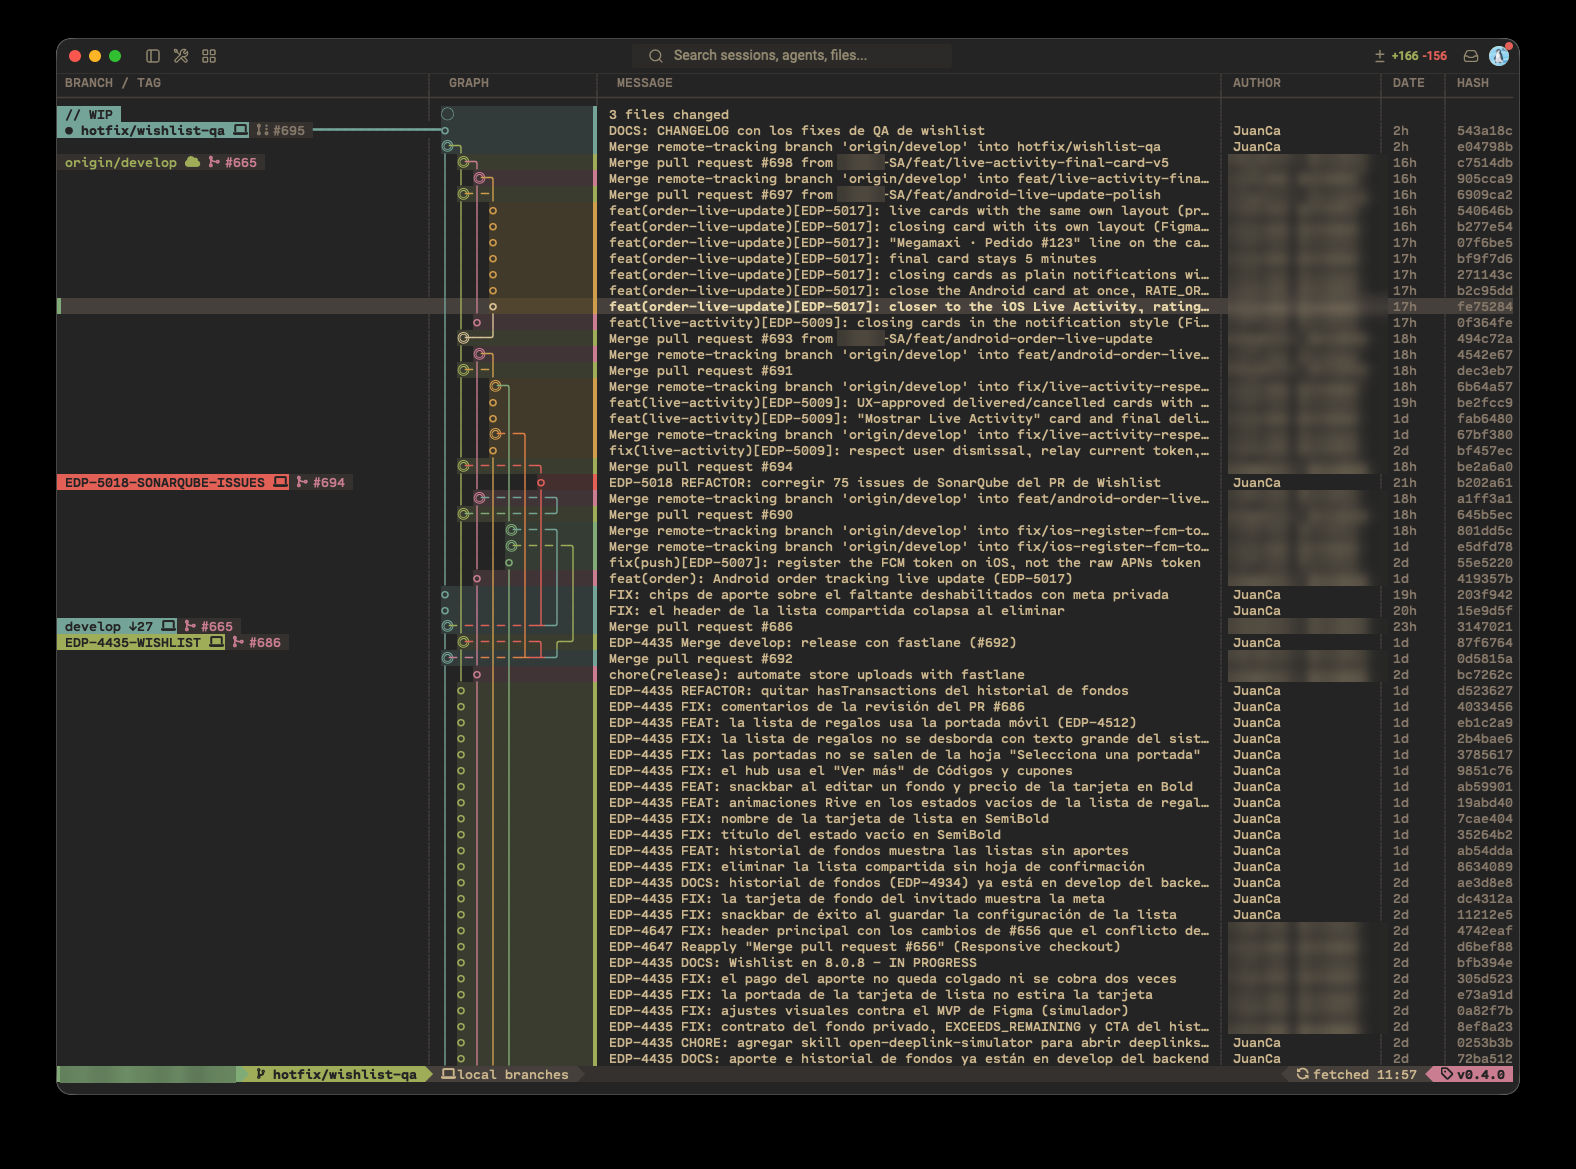 Search sessions, agents, files...
+166 -156
BRANCH / TAG GRAPH MESSAGE AUTHOR DATE HASH
// WIP 3 files changed
● hotfix/wishlist-qa #695 DOCS: CHANGELOG con los fixes de QA de wishlist JuanCa 2h 543a18c
Merge remote-tracking branch 'origin/develop' into hotfix/wishlist-qa JuanCa 2h e04798b
origin/develop #665 Merge pull request #698 from -SA/feat/live-activity-final-card-v5 16h c7514db
Merge remote-tracking branch 'origin/develop' into feat/live-activity-fina… 16h 905cca9
Merge pull request #697 from -SA/feat/android-live-update-polish 16h 6909ca2
feat(order-live-update)[EDP-5017]: live cards with the same own layout (pr… 16h 540646b
feat(order-live-update)[EDP-5017]: closing card with its own layout (Figma… 16h b277e54
feat(order-live-update)[EDP-5017]: "Megamaxi · Pedido #123" line on the ca… 17h 07f6be5
feat(order-live-update)[EDP-5017]: final card stays 5 minutes 17h bf9f7d6
feat(order-live-update)[EDP-5017]: closing cards as plain notifications wi… 17h 271143c
feat(order-live-update)[EDP-5017]: close the Android card at once, RATE_OR… 17h b2c95dd
feat(order-live-update)[EDP-5017]: closer to the iOS Live Activity, rating… 17h fe75284
feat(live-activity)[EDP-5009]: closing cards in the notification style (Fi… 17h 0f364fe
Merge pull request #693 from -SA/feat/android-order-live-update 18h 494c72a
Merge remote-tracking branch 'origin/develop' into feat/android-order-live… 18h 4542e67
Merge pull request #691 18h dec3eb7
Merge remote-tracking branch 'origin/develop' into fix/live-activity-respe… 18h 6b64a57
feat(live-activity)[EDP-5009]: UX-approved delivered/cancelled cards with … 19h be2fcc9
feat(live-activity)[EDP-5009]: "Mostrar Live Activity" card and final deli… 1d fab6480
Merge remote-tracking branch 'origin/develop' into fix/live-activity-respe… 1d 67bf380
fix(live-activity)[EDP-5009]: respect user dismissal, relay current token,… 2d bf457ec
Merge pull request #694 18h be2a6a0
EDP-5018-SONARQUBE-ISSUES #694 EDP-5018 REFACTOR: corregir 75 issues de SonarQube del PR de Wishlist JuanCa 21h b202a61
Merge remote-tracking branch 'origin/develop' into feat/android-order-live… 18h a1ff3a1
Merge pull request #690 18h 645b5ec
Merge remote-tracking branch 'origin/develop' into fix/ios-register-fcm-to… 18h 801dd5c
Merge remote-tracking branch 'origin/develop' into fix/ios-register-fcm-to… 1d e5dfd78
fix(push)[EDP-5007]: register the FCM token on iOS, not the raw APNs token 2d 55e5220
feat(order): Android order tracking live update (EDP-5017) 1d 419357b
FIX: chips de aporte sobre el faltante deshabilitados con meta privada JuanCa 19h 203f942
FIX: el header de la lista compartida colapsa al eliminar JuanCa 20h 15e9d5f
develop ↓27 #665 Merge pull request #686 23h 3147021
EDP-4435-WISHLIST #686 EDP-4435 Merge develop: release con fastlane (#692) JuanCa 1d 87f6764
Merge pull request #692 1d 0d5815a
chore(release): automate store uploads with fastlane 2d bc7262c
EDP-4435 REFACTOR: quitar hasTransactions del historial de fondos JuanCa 1d d523627
EDP-4435 FIX: comentarios de la revisión del PR #686 JuanCa 1d 4033456
EDP-4435 FEAT: la lista de regalos usa la portada móvil (EDP-4512) JuanCa 1d eb1c2a9
EDP-4435 FIX: la lista de regalos no se desborda con texto grande del sist… JuanCa 1d 2b4bae6
EDP-4435 FIX: las portadas no se salen de la hoja "Selecciona una portada" JuanCa 1d 3785617
EDP-4435 FIX: el hub usa el "Ver más" de Códigos y cupones JuanCa 1d 9851c76
EDP-4435 FEAT: snackbar al editar un fondo y precio de la tarjeta en Bold JuanCa 1d ab59901
EDP-4435 FEAT: animaciones Rive en los estados vacíos de la lista de regal… JuanCa 1d 19abd40
EDP-4435 FIX: nombre de la tarjeta de lista en SemiBold JuanCa 1d 7cae404
EDP-4435 FIX: título del estado vacío en SemiBold JuanCa 1d 35264b2
EDP-4435 FEAT: historial de fondos muestra las listas sin aportes JuanCa 1d ab54dda
EDP-4435 FIX: eliminar la lista compartida sin hoja de confirmación JuanCa 1d 8634089
EDP-4435 DOCS: historial de fondos (EDP-4934) ya está en develop del backe… JuanCa 2d ae3d8e8
EDP-4435 FIX: la tarjeta de fondo del invitado muestra la meta JuanCa 2d dc4312a
EDP-4435 FIX: snackbar de éxito al guardar la configuración de la lista JuanCa 2d 11212e5
EDP-4647 FIX: header principal con los cambios de #656 que el conflicto de… 2d 4742eaf
EDP-4647 Reapply "Merge pull request #656" (Responsive checkout) 2d d6bef88
EDP-4435 DOCS: Wishlist en 8.0.8 - IN PROGRESS 2d bfb394e
EDP-4435 FIX: el pago del aporte no queda colgado ni se cobra dos veces 2d 305d523
EDP-4435 FIX: la portada de la tarjeta de lista no estira la tarjeta 2d e73a91d
EDP-4435 FIX: ajustes visuales contra el MVP de Figma (simulador) 2d 0a82f7b
EDP-4435 FIX: contrato del fondo privado, EXCEEDS_REMAINING y CTA del hist… 2d 8ef8a23
EDP-4435 CHORE: agregar skill open-deeplink-simulator para abrir deeplinks… JuanCa 2d 0253b3b
EDP-4435 DOCS: aporte e historial de fondos ya están en develop del backend JuanCa 2d 72ba512
hotfix/wishlist-qa local branches fetched 11:57 v0.4.0